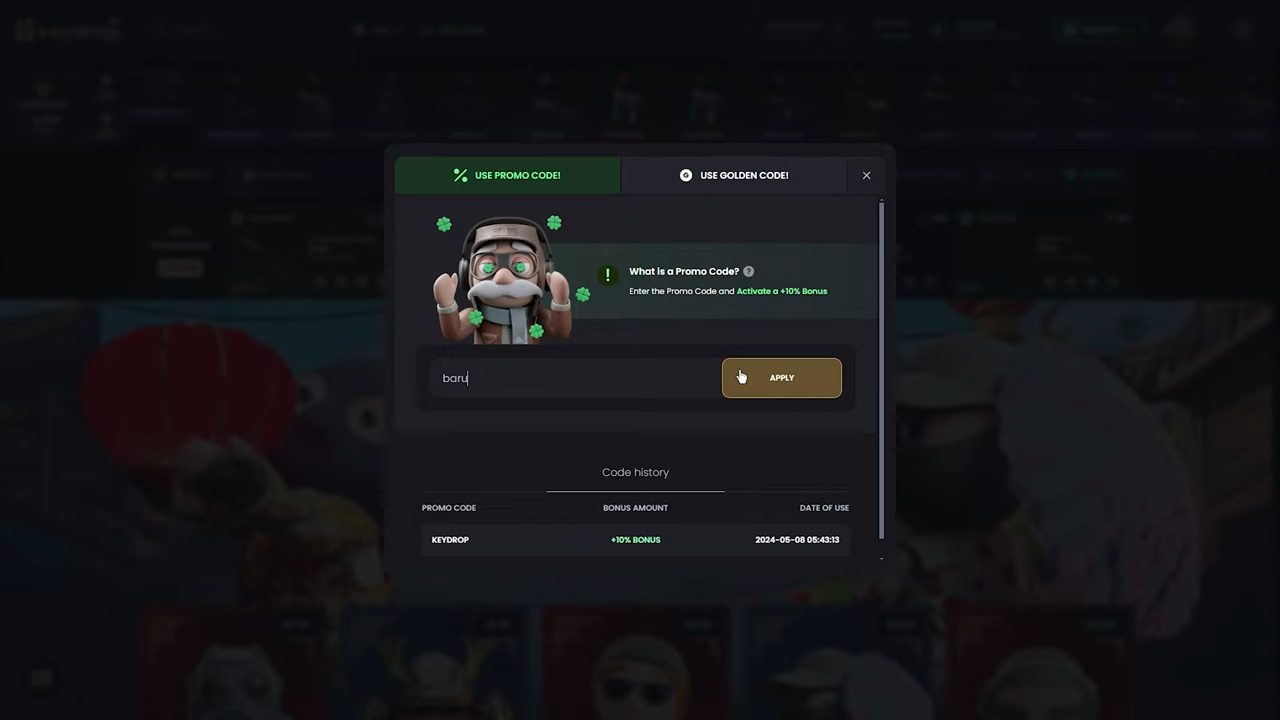 USE PROMO CODE!
G USE GOLDEN CODE!
What is a Promo Code? ?
Enter the Promo Code and Activate a +10% Bonus
baru
APPLY
Code history
PROMO CODE BONUS AMOUNT DATE OF USE
KEYDROP +10% BONUS 2024-05-08 05:43:13